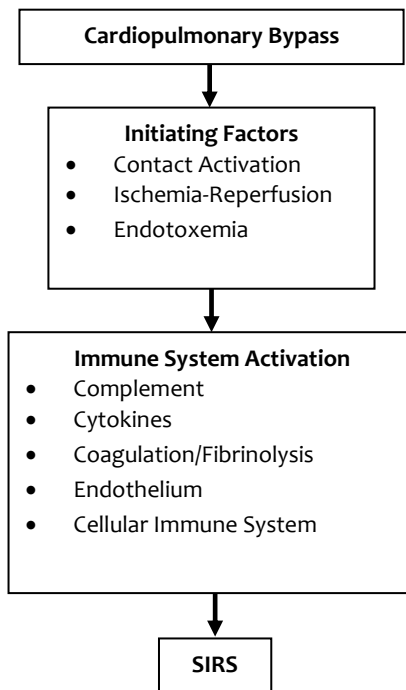 Cardiopulmonary Bypass
Initiating Factors
• Contact Activation
• Ischemia-Reperfusion
• Endotoxemia
Immune System Activation
• Complement
• Cytokines
• Coagulation/Fibrinolysis
• Endothelium
• Cellular Immune System
SIRS